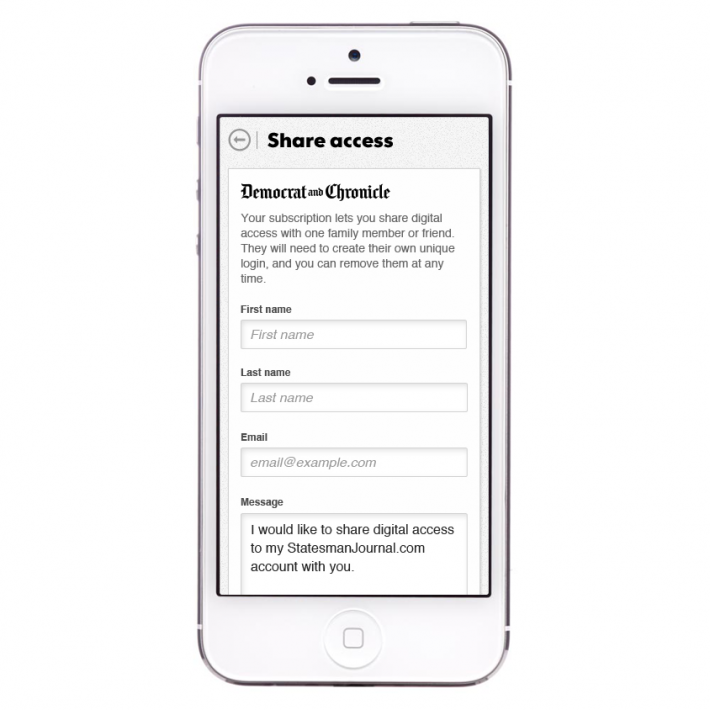 Share access
Democrat and Chronicle
Your subscription lets you share digital
access with one family member or friend.
They will need to create their own unique
login, and you can remove them at any
time.
First name
First name
Last name
Last name
Email
email@example.com
Message
I would like to share digital access
to my StatesmanJournal.com
account with you.